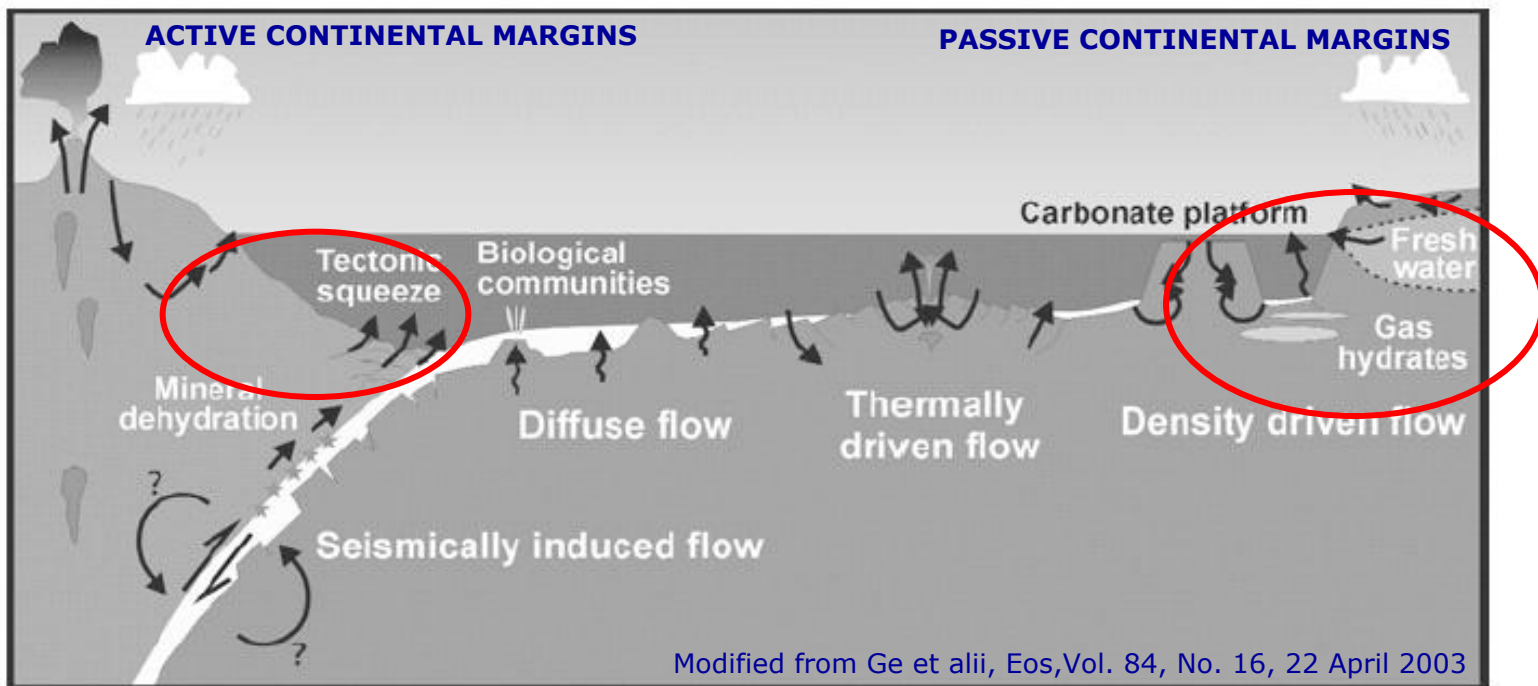 ACTIVE CONTINENTAL MARGINS
PASSIVE CONTINENTAL MARGINS
Carbonate platform
Tectonic
squeeze
Biological
communities
Fresh
water
Gas
hydrates
Mineral
dehydration
Diffuse flow
Thermally
driven flow
Density driven flow
?
Seismically induced flow
?
Modified from Ge et alii, Eos,Vol. 84, No. 16, 22 April 2003